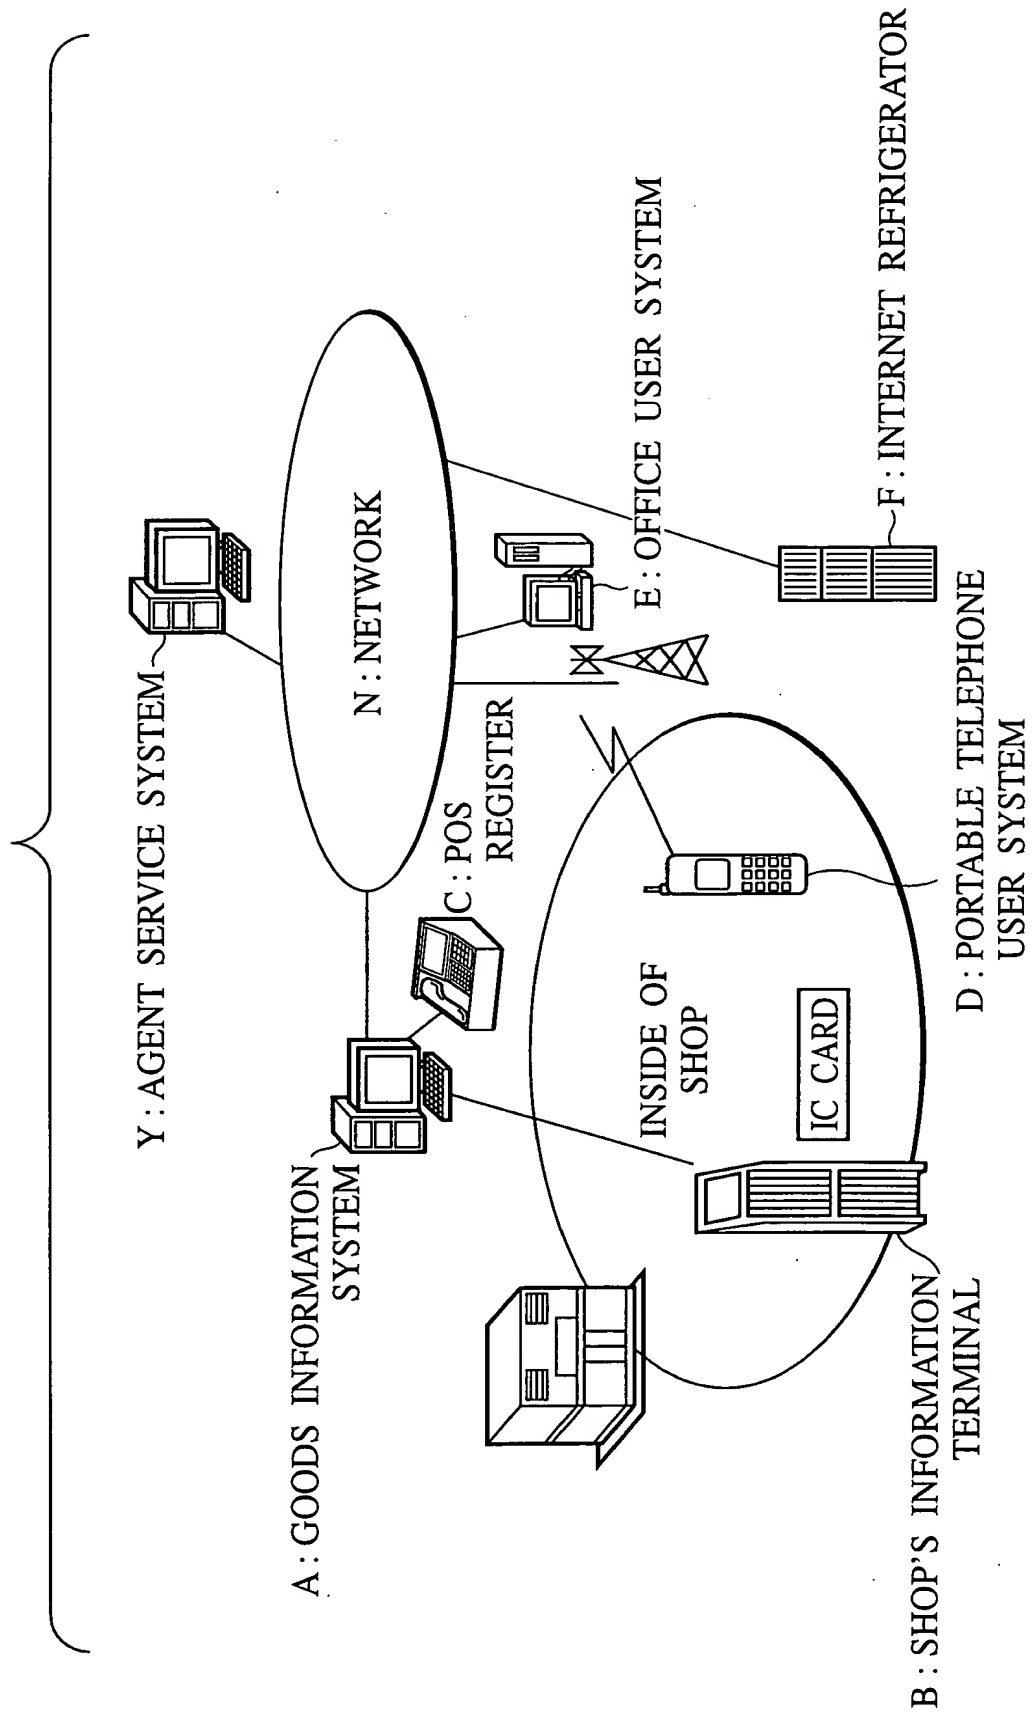 Y : AGENT SERVICE SYSTEM
A : GOODS INFORMATION
SYSTEM
N : NETWORK
C : POS
REGISTER
E : OFFICE USER SYSTEM
INSIDE OF
SHOP
IC CARD
F : INTERNET REFRIGERATOR
B : SHOP'S INFORMATION
TERMINAL
D : PORTABLE TELEPHONE
USER SYSTEM